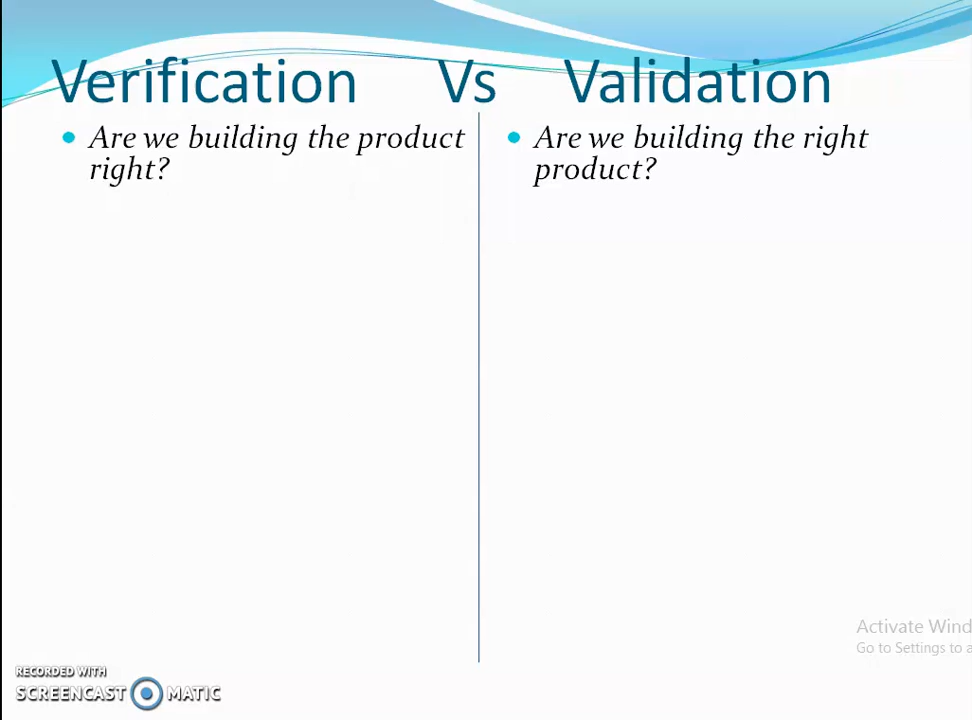 Verification Vs Validation
Are we building the product
right?
Are we building the right
product?
Activate Wind
Go to Settings to a
RECORDED WITH
SCREENCAST MATIC